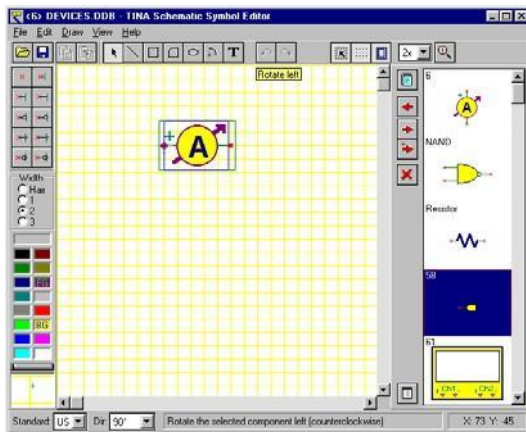 (6) DEVICES.DDB - TINA Schematic Symbol Editor
File Edit Draw View Help
T
2x
Rotate left
6
A
A
NAND
Width
Hair
1
2
3
Resistor
FG
58
BG
61
Ch1 Ch2
Standard: US Dir: 90° Rotate the selected component left (counterclockwise) X: 73 Y: -45